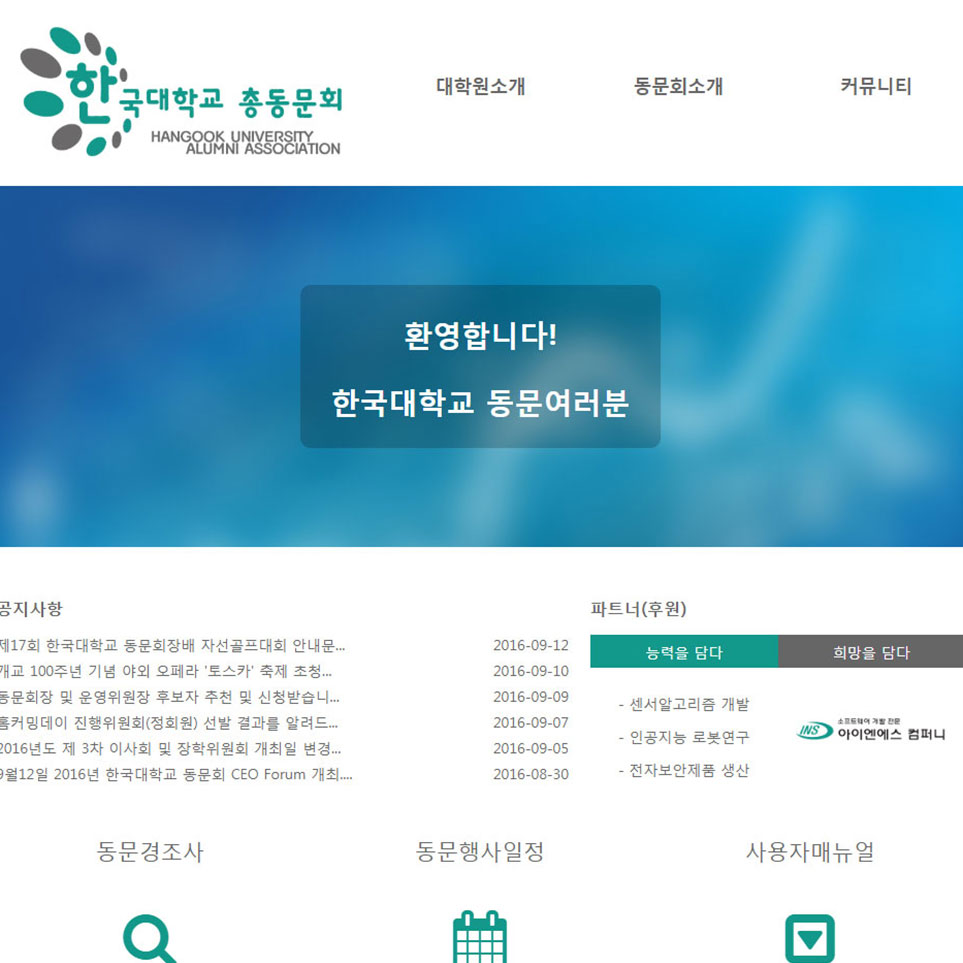 한국대학교 총동문회
HANGOOK UNIVERSITY
ALUMNI ASSOCIATION
대학원소개 동문회소개 커뮤니티
환영합니다!
한국대학교 동문여러분
공지사항
제17회 한국대학교 동문회장배 자선골프대회 안내문... 2016-09-12
개교 100주년 기념 야외 오페라 '토스카' 축제 초청... 2016-09-10
동문회장 및 운영위원장 후보자 추천 및 신청받습니... 2016-09-09
홈커밍데이 진행위원회(정회원) 선발 결과를 알려드... 2016-09-07
2016년도 제 3차 이사회 및 장학위원회 개최일 변경... 2016-09-05
9월12일 2016년 한국대학교 동문회 CEO Forum 개최.... 2016-08-30
파트너(후원)
능력을 담다 희망을 담다
- 센서알고리즘 개발
- 인공지능 로봇연구
- 전자보안제품 생산
INS
소프트웨어 개발 전문
아이엔에스 컴퍼니
동문경조사 동문행사일정 사용자매뉴얼